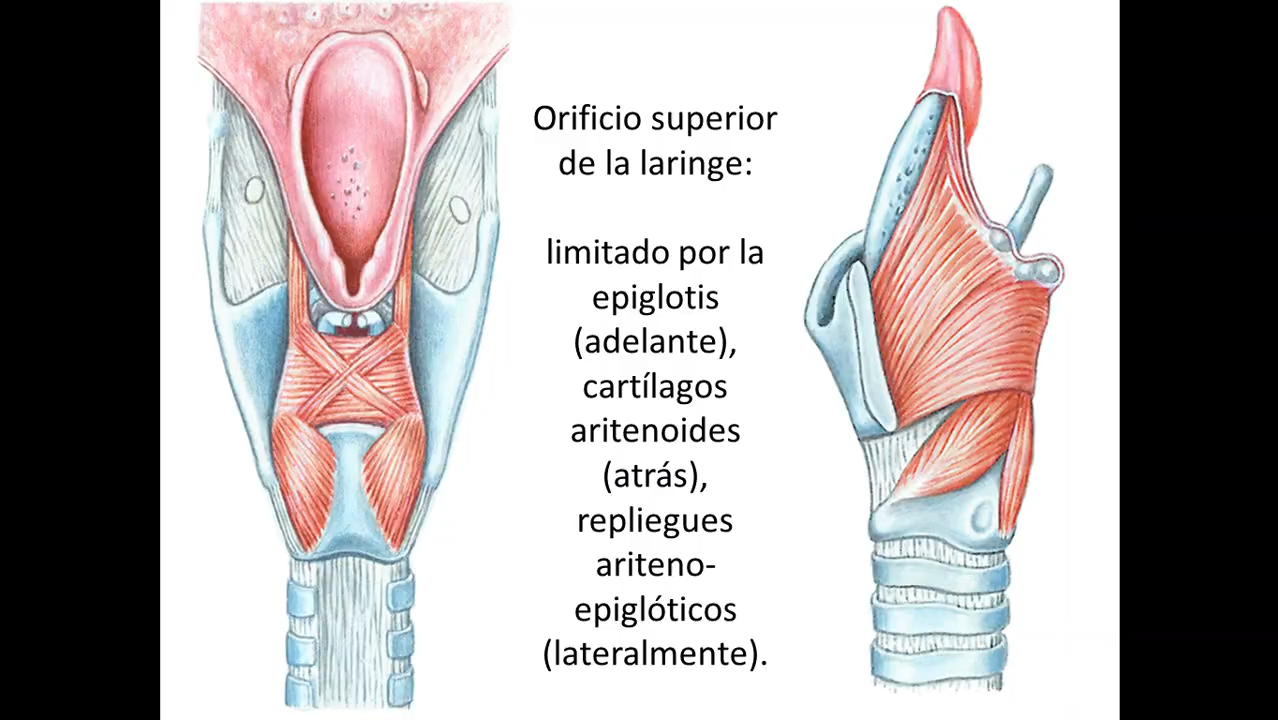 Orificio superior
de la laringe:
limitado por la
epiglotis
(adelante),
cartílagos
aritenoides
(atrás),
repliegues
ariteno-
epiglóticos
(lateralmente).